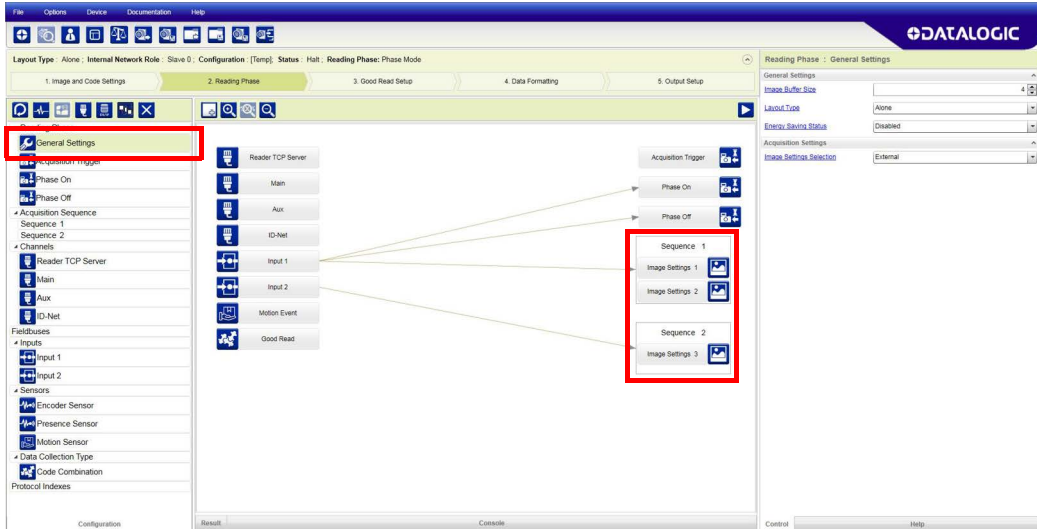 File Options Device Documentation Help
DATALOGIC
Layout Type : Alone ; Internal Network Role : Slave 0 ; Configuration : [Temp]; Status : Halt ; Reading Phase: Phase Mode
1. Image and Code Settings 2. Reading Phase 3. Good Read Setup 4. Data Formatting 5. Output Setup
General Settings
Acquisition Trigger
Phase On
Phase Off
Acquisition Sequence
Sequence 1
Sequence 2
Channels
Reader TCP Server
Main
Aux
ID-Net
Fieldbuses
Inputs
Input 1
Input 2
Sensors
Encoder Sensor
Presence Sensor
Motion Sensor
Data Collection Type
Code Combination
Protocol Indexes
Configuration
Reader TCP Server
Main
Aux
ID-Net
Input 1
Input 2
Motion Event
Good Read
Acquisition Trigger
Phase On
Phase Off
Sequence 1
Image Settings 1
Image Settings 2
Sequence 2
Image Settings 3
Result Console
Reading Phase : General Settings
General Settings
Image Buffer Size 4
Layout Type Alone
Energy Saving Status Disabled
Acquisition Settings
Image Settings Selection External
Control Help